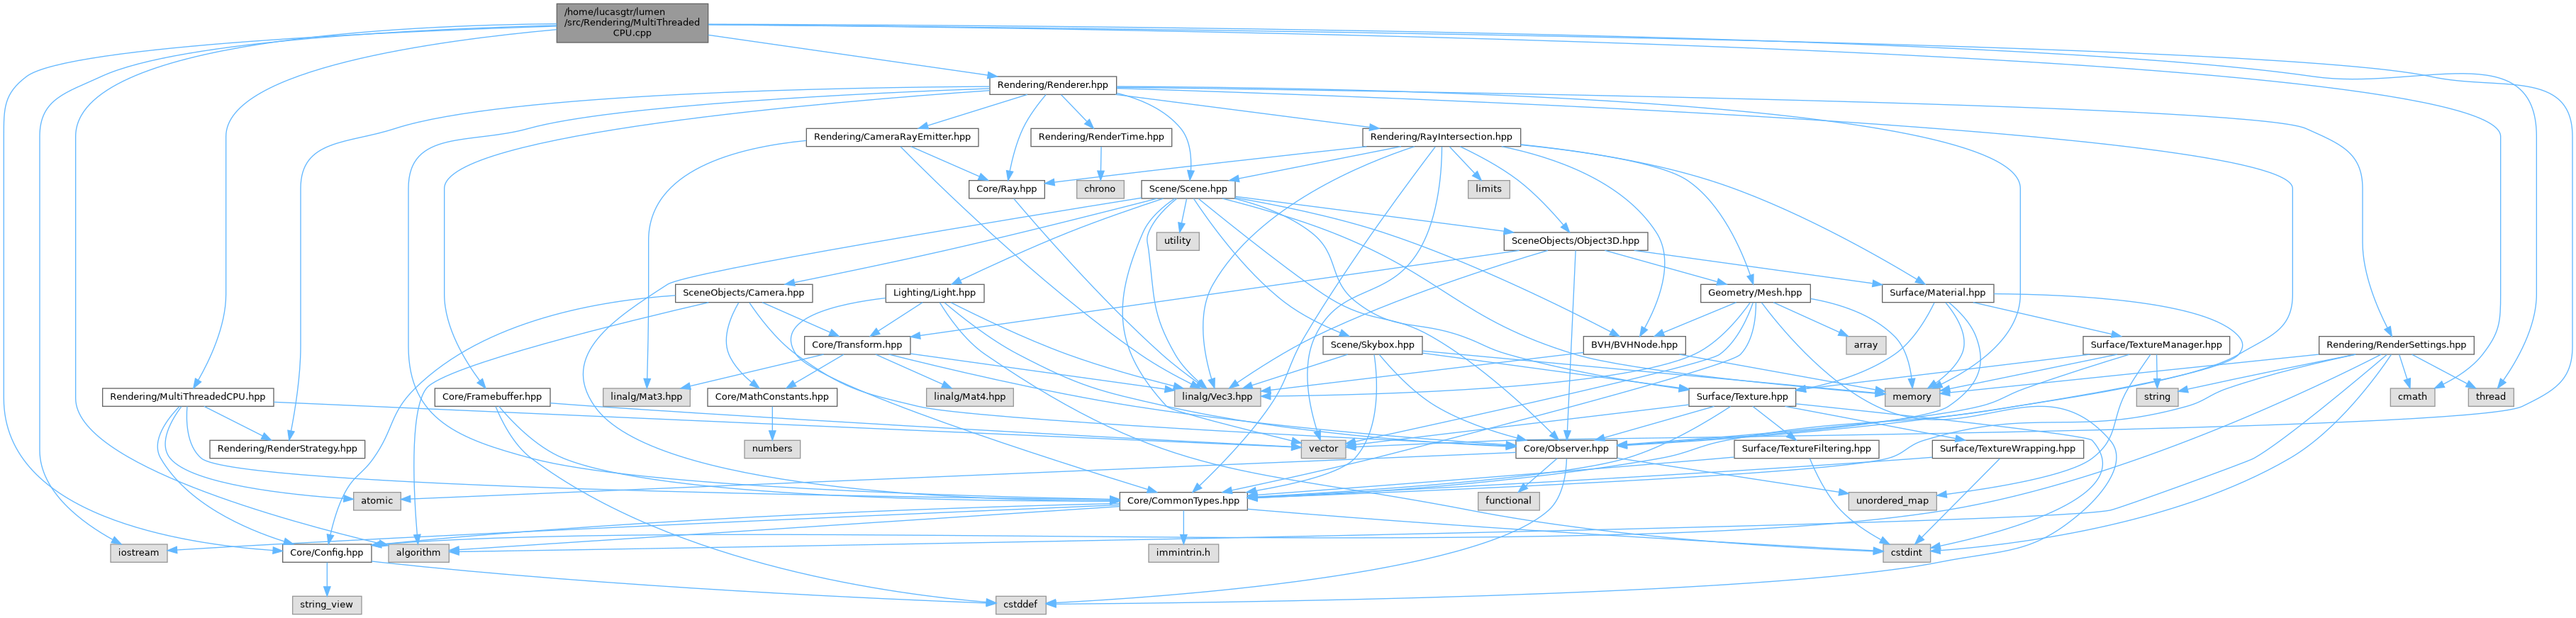 /home/lucasgtr/lumen
/src/Rendering/MultiThreaded
CPU.cpp
Rendering/Renderer.hpp
Rendering/CameraRayEmitter.hpp
Rendering/RenderTime.hpp
Rendering/RayIntersection.hpp
Core/Ray.hpp
chrono
Scene/Scene.hpp
limits
utility
SceneObjects/Object3D.hpp
SceneObjects/Camera.hpp
Lighting/Light.hpp
Geometry/Mesh.hpp
Surface/Material.hpp
Core/Transform.hpp
Scene/Skybox.hpp
BVH/BVHNode.hpp
array
Surface/TextureManager.hpp
Rendering/RenderSettings.hpp
Rendering/MultiThreadedCPU.hpp
Core/Framebuffer.hpp
linalg/Mat3.hpp
Core/MathConstants.hpp
linalg/Mat4.hpp
linalg/Vec3.hpp
Surface/Texture.hpp
memory
string
cmath
thread
Rendering/RenderStrategy.hpp
numbers
vector
Core/Observer.hpp
Surface/TextureFiltering.hpp
Surface/TextureWrapping.hpp
atomic
Core/CommonTypes.hpp
functional
unordered_map
iostream
Core/Config.hpp
algorithm
immintrin.h
cstdint
string_view
cstddef